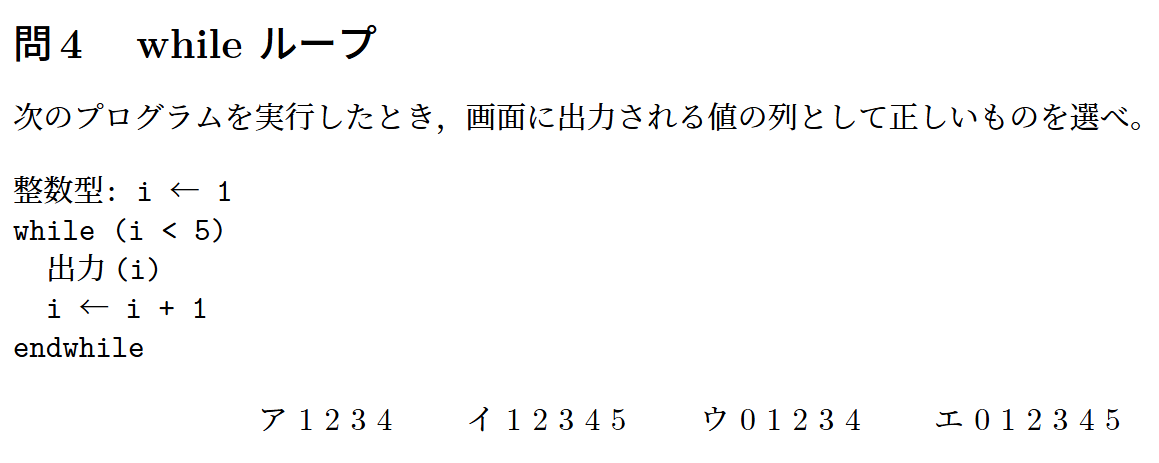 問 4 while ループ
次のプログラムを実行したとき，画面に出力される値の列として正しいものを選べ。
整数型: i ← 1
while (i < 5)
  出力 (i)
  i ← i + 1
endwhile
ア 1 2 3 4 イ 1 2 3 4 5 ウ 0 1 2 3 4 エ 0 1 2 3 4 5